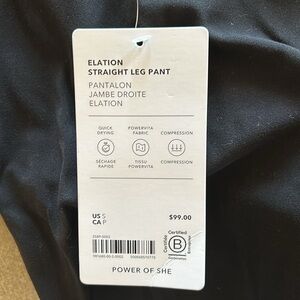 ELATION
STRAIGHT LEG PANT
PANTALON
JAMBE DROITE
ELATION
QUICK DRYING
POWERVITA FABRIC
COMPRESSION
SÉCHAGE RAPIDE
TISSU POWERVITA
COMPRESSION
US S
CA P
$99.00
Certified
B
POWER OF SHE